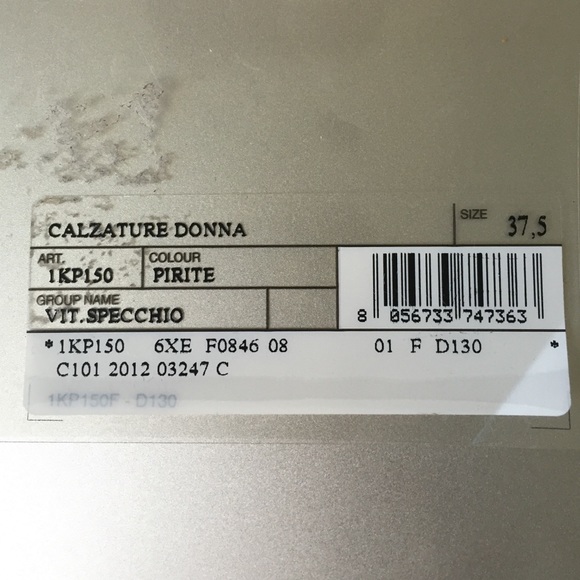 CALZATURE DONNA
SIZE
37,5
ART.
1KP150
COLOUR
PIRITE
GROUP NAME
VIT.SPECCHIO
8 056733 747363
*1KP150 6XE F0846 08 01 F D130 *
C101 2012 03247 C
1KP150F - D130